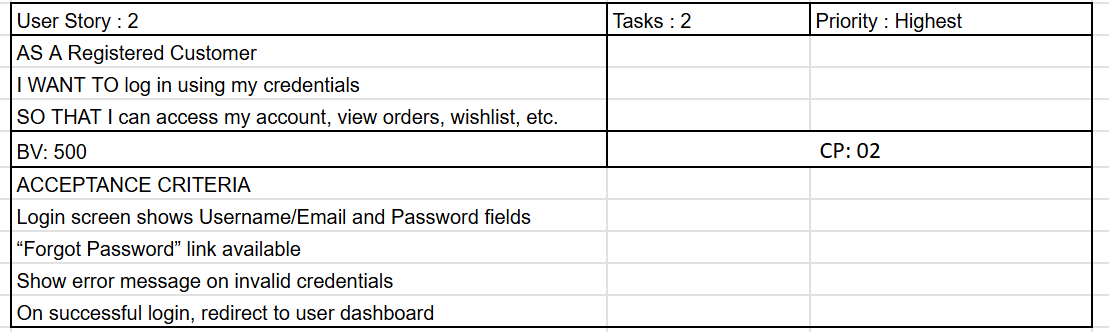 User Story : 2 Tasks : 2 Priority : Highest
AS A Registered Customer
I WANT TO log in using my credentials
SO THAT I can access my account, view orders, wishlist, etc.
BV: 500 CP: 02
ACCEPTANCE CRITERIA
Login screen shows Username/Email and Password fields
“Forgot Password” link available
Show error message on invalid credentials
On successful login, redirect to user dashboard